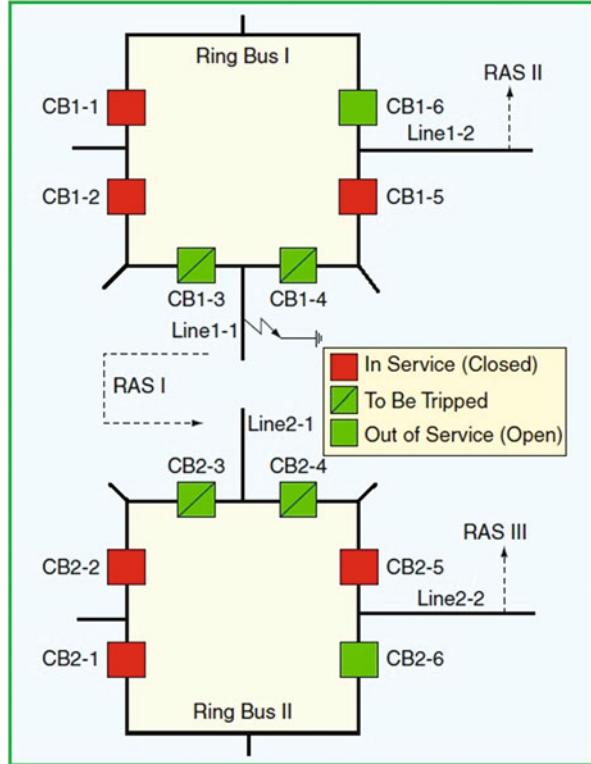 Ring Bus I
RAS II
CB1-1
CB1-6
Line1-2
CB1-2
CB1-5
CB1-3
CB1-4
Line1-1
RAS I
In Service (Closed)
To Be Tripped
Out of Service (Open)
Line2-1
CB2-3
CB2-4
RAS III
CB2-2
CB2-5
Line2-2
CB2-1
CB2-6
Ring Bus II